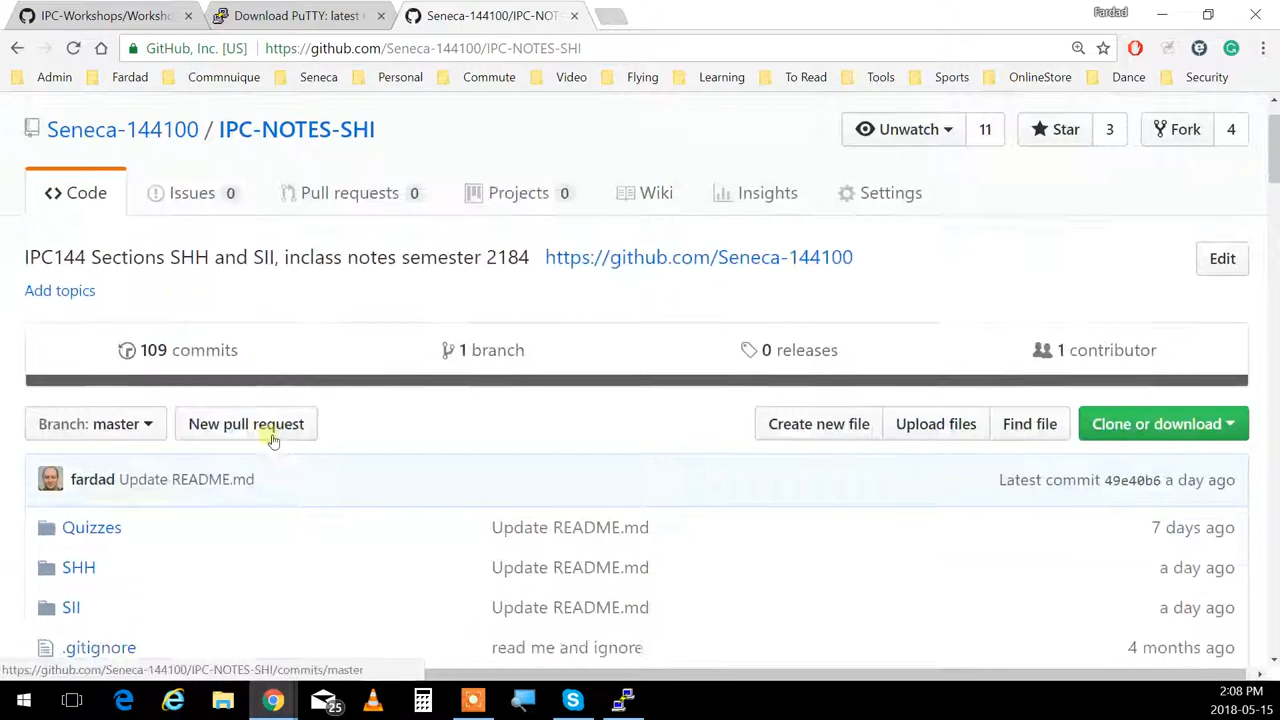 IPC-Workshops/Worksho
Download PuTTY: latest
Seneca-144100/IPC-NOT
Fardad
GitHub, Inc. [US]
https://github.com/Seneca-144100/IPC-NOTES-SHI
Admin
Fardad
Commnuique
Seneca
Personal
Commute
Video
Flying
Learning
To Read
Tools
Sports
OnlineStore
Dance
Security
Seneca-144100 / IPC-NOTES-SHI
Unwatch 11
Star 3
Fork 4
Code
Issues 0
Pull requests 0
Projects 0
Wiki
Insights
Settings
IPC144 Sections SHH and SII, inclass notes semester 2184 https://github.com/Seneca-144100
Edit
Add topics
109 commits
1 branch
0 releases
1 contributor
Branch: master
New pull request
Create new file
Upload files
Find file
Clone or download
fardad Update README.md
Latest commit 49e40b6 a day ago
Quizzes
Update README.md
7 days ago
SHH
Update README.md
a day ago
SII
Update README.md
a day ago
.gitignore
read me and ignore
4 months ago
https://github.com/Seneca-144100/IPC-NOTES-SHI/commits/master
25
2:08 PM
2018-05-15